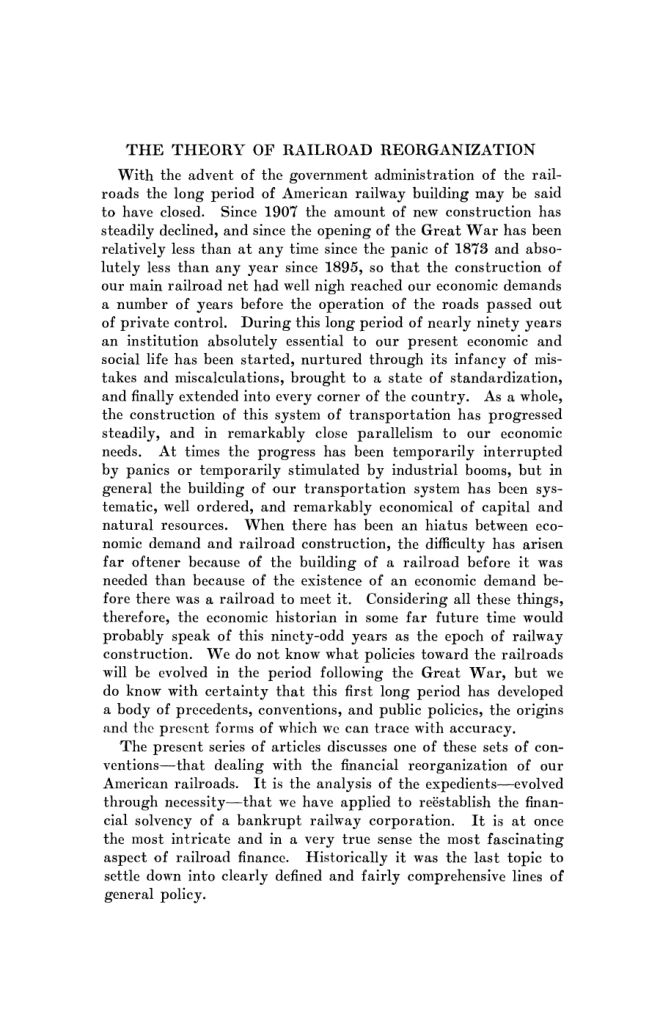 THE THEORY OF RAILROAD REORGANIZATION
With the advent of the government administration of the rail-
roads the long period of American railway building may be said
to have closed. Since 1907 the amount of new construction has
steadily declined, and since the opening of the Great War has been
relatively less than at any time since the panic of 1873 and abso-
lutely less than any year since 1895, so that the construction of
our main railroad net had well nigh reached our economic demands
a number of years before the operation of the roads passed out
of private control. During this long period of nearly ninety years
an institution absolutely essential to our present economic and
social life has been started, nurtured through its infancy of mis-
takes and miscalculations, brought to a state of standardization,
and finally extended into every corner of the country. As a whole,
the construction of this system of transportation has progressed
steadily, and in remarkably close parallelism to our economic
needs. At times the progress has been temporarily interrupted
by panics or temporarily stimulated by industrial booms, but in
general the building of our transportation system has been sys-
tematic, well ordered, and remarkably economical of capital and
natural resources. When there has been an hiatus between eco-
nomic demand and railroad construction, the difficulty has arisen
far oftener because of the building of a railroad before it was
needed than because of the existence of an economic demand be-
fore there was a railroad to meet it. Considering all these things,
therefore, the economic historian in some far future time would
probably speak of this ninety-odd years as the epoch of railway
construction. We do not know what policies toward the railroads
will be evolved in the period following the Great War, but we
do know with certainty that this first long period has developed
a body of precedents, conventions, and public policies, the origins
and the present forms of which we can trace with accuracy.
The present series of articles discusses one of these sets of con-
ventions—that dealing with the financial reorganization of our
American railroads. It is the analysis of the expedients—evolved
through necessity—that we have applied to reëstablish the finan-
cial solvency of a bankrupt railway corporation. It is at once
the most intricate and in a very true sense the most fascinating
aspect of railroad finance. Historically it was the last topic to
settle down into clearly defined and fairly comprehensive lines of
general policy.